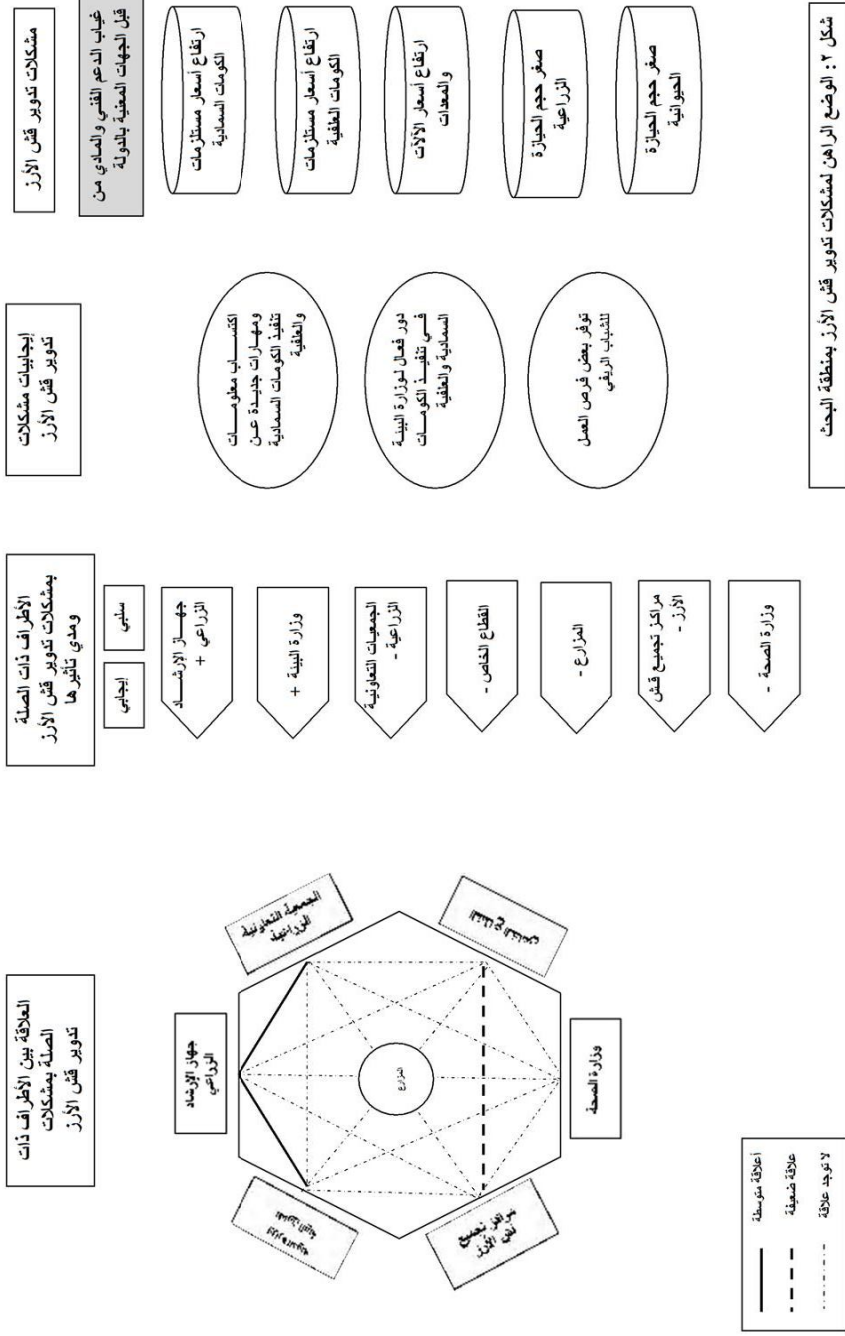 مشكلات تدوير قش الأرز
غياب الدعم الفني والمادي من
قبل الجهات المعنية بالدولة
ارتفاع أسعار مستلزمات
الكومات السمادية
ارتفاع أسعار مستلزمات
الكومات العلفية
ارتفاع أسعار الآلات
والمعدات
صغر حجم الحيازة
الزراعية
صغر حجم الحيازة
الحيوانية
إيجابيات مشكلات
تدوير قش الأرز
اكتساب معلومات
ومهارات جديدة عن
تنفيذ الكومات السمادية
والعلفية
دور فعال لوزارة البيئة
في تنفيذ الكومات
السمادية والعلفية
توفر بعض فرص العمل
للشباب الريفي
الأطراف ذات الصلة
بمشكلات تدوير قش الأرز
ومدي تأثيرها
سلبي
إيجابي
جهاز الإرشاد
الزراعي +
وزارة البيئة +
الجمعيات التعاونية
الزراعية -
القطاع الخاص -
المزارع -
مراكز تجميع قش
الأرز -
وزارة الصحة -
العلاقة بين الأطراف ذات
الصلة بمشكلات
تدوير قش الأرز
جهاز الإرشاد
الزراعي
الجمعية التعاونية
الزراعية
القطاع الخاص
وزارة الصحة
مراكز تجميع
قش الأرز
المزارع
أعلاقة متوسطة
علاقة ضعيفة
لا توجد علاقة
شكل ٢: الوضع الراهن لمشكلات تدوير قش الأرز بمنطقة البحث